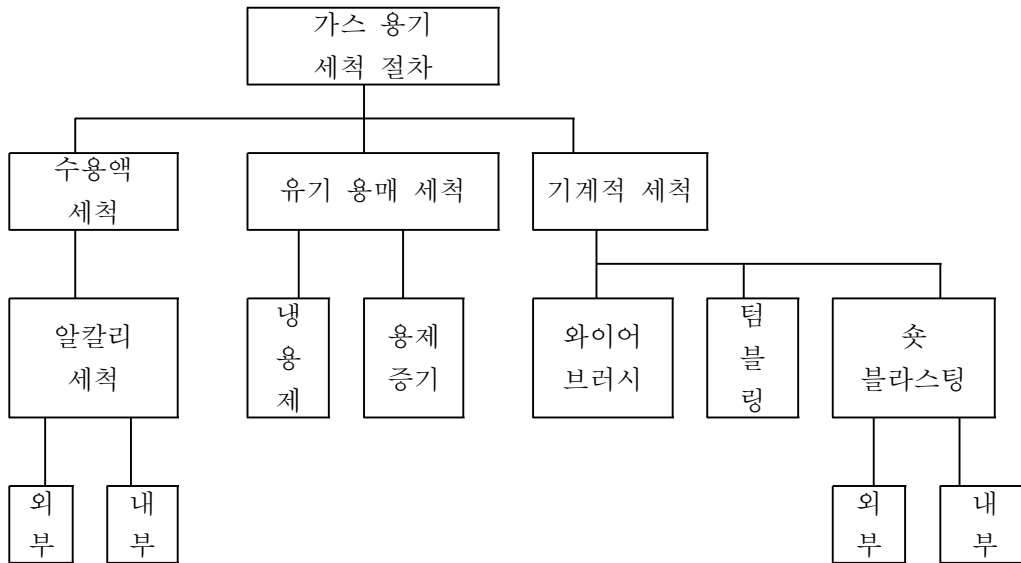 가스 용기
세척 절차
수용액
세척
유기 용매 세척
기계적 세척
알칼리
세척
냉
용
제
용제
증기
와이어
브러시
텀
블
링
숏
블라스팅
외
부
내
부
외
부
내
부